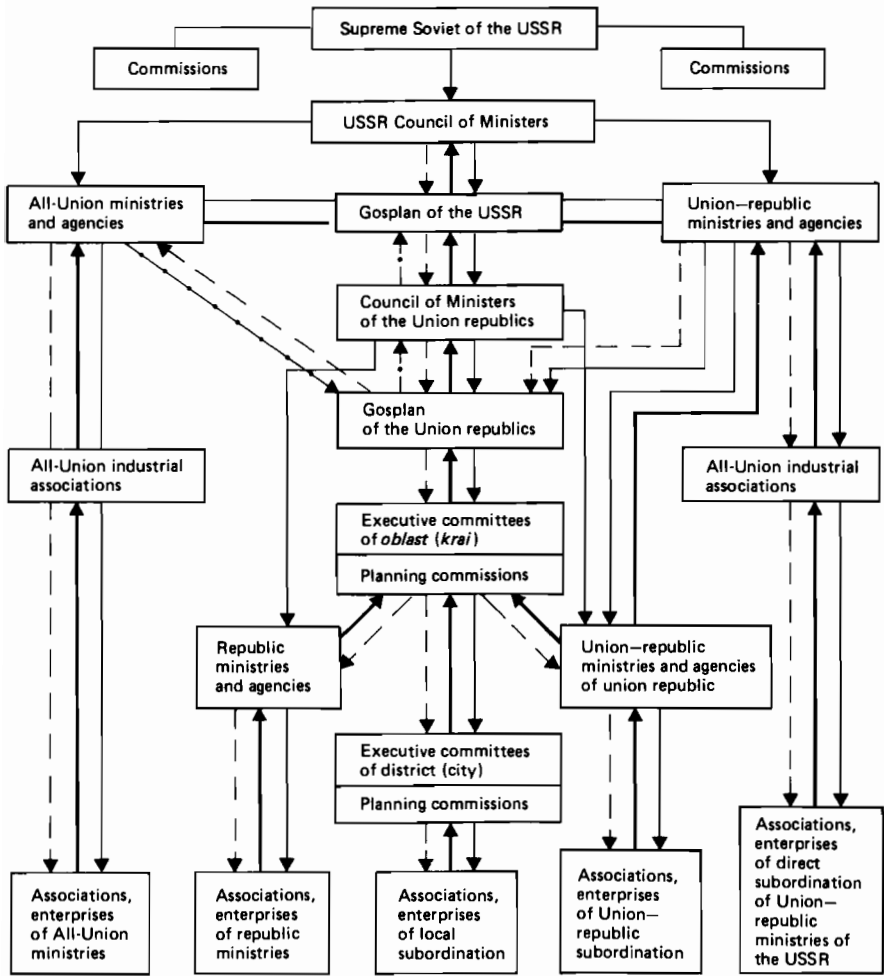 Supreme Soviet of the USSR
Commissions
Commissions
USSR Council of Ministers
All-Union ministries
and agencies
Gosplan of the USSR
Union—republic
ministries and agencies
Council of Ministers
of the Union republics
Gosplan
of the Union republics
All-Union industrial
associations
All-Union industrial
associations
Executive committees
of oblast (krai)
Planning commissions
Republic
ministries
and agencies
Union—republic
ministries and agencies
of union republic
Executive committees
of district (city)
Planning commissions
Associations,
enterprises
of All-Union
ministries
Associations,
enterprises
of republic
ministries
Associations,
enterprises
of local
subordination
Associations,
enterprises
of Union—
republic
subordination
Associations,
enterprises
of direct
subordination
of Union—
republic
ministries of
the USSR